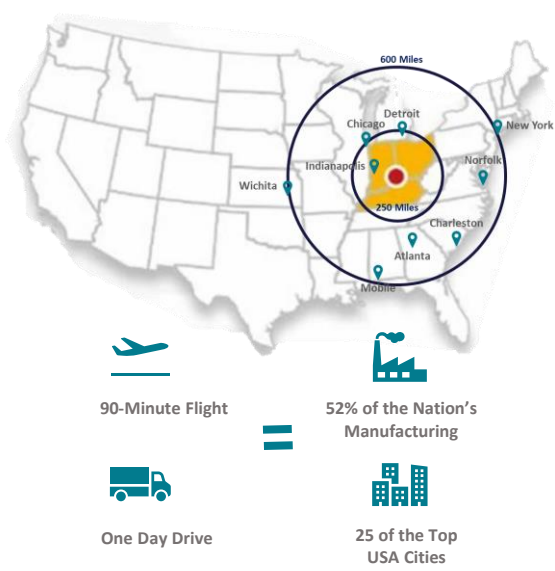 600 Miles
Detroit
Chicago
New York
Indianapolis
Norfolk
Wichita
250 Miles
Charleston
Atlanta
Mobile
90-Minute Flight
52% of the Nation's
Manufacturing
=
One Day Drive
25 of the Top
USA Cities